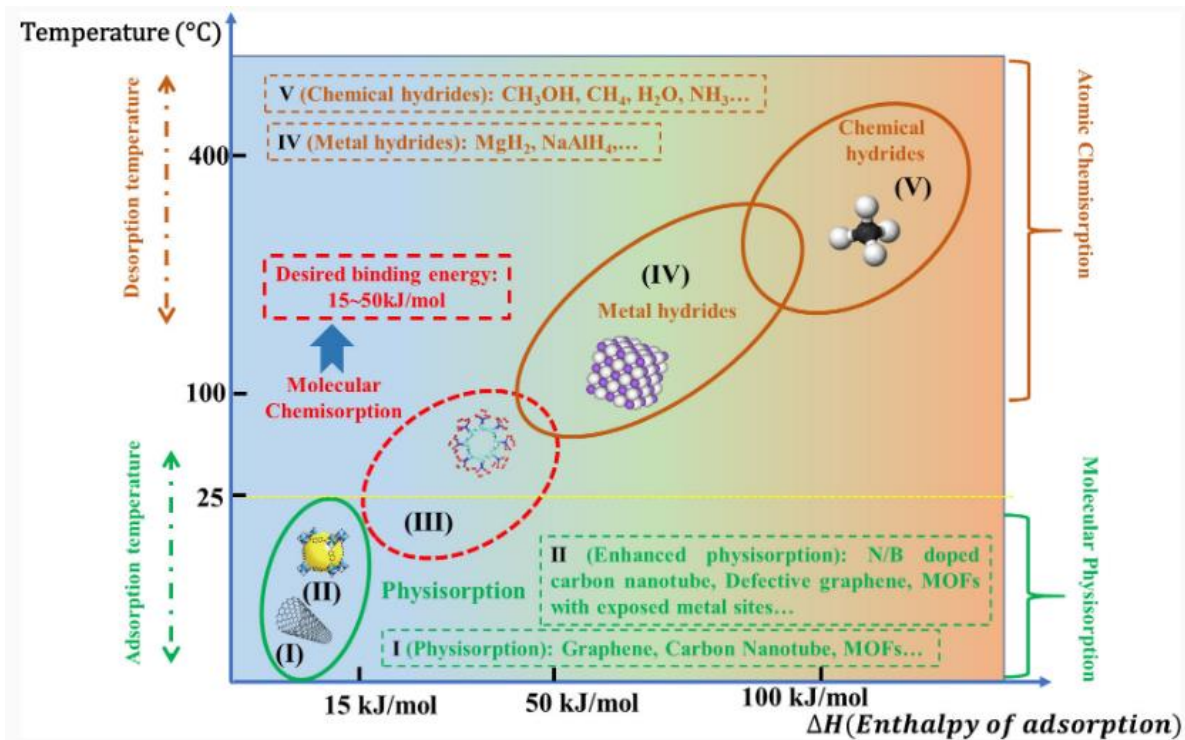 Temperature (°C)
V (Chemical hydrides): CH₃OH, CH₄, H₂O, NH₃...
IV (Metal hydrides): MgH₂, NaAlH₄,...
Desorption temperature
400
100
25
Adsorption temperature
Desired binding energy:
15~50kJ/mol
Molecular
Chemisorption
Chemical
hydrides
(V)
(IV)
Metal hydrides
(III)
(II)
(I)
Physisorption
II (Enhanced physisorption): N/B doped
carbon nanotube, Defective graphene, MOFs
with exposed metal sites...
I (Physisorption): Graphene, Carbon Nanotube, MOFs...
Atomic Chemisorption
Molecular Physisorption
15 kJ/mol
50 kJ/mol
100 kJ/mol
ΔH(Enthalpy of adsorption)